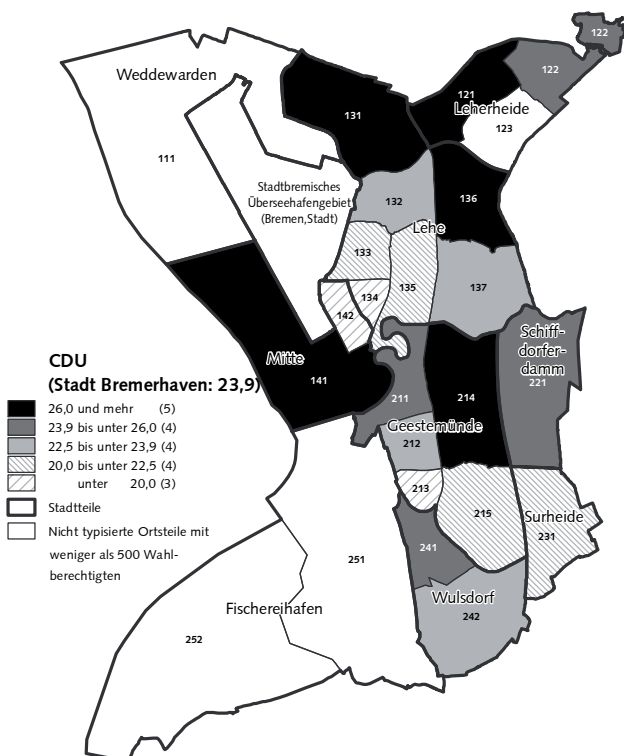 122
122
Weddewarden
121
Leherheide
131
123
111
Stadtbremisches
Überseehafengebiet
(Bremen,Stadt)
132
136
Lehe
133
135
137
134
142
Mitte
141
Schiff-
dorfer-
damm
221
211
214
Geestemünde
212
213
215
Surheide
231
241
251
Wulsdorf
242
Fischereihafen
252
CDU
(Stadt Bremerhaven: 23,9)
26,0 und mehr (5)
23,9 bis unter 26,0 (4)
22,5 bis unter 23,9 (4)
20,0 bis unter 22,5 (4)
unter 20,0 (3)
Stadtteile
Nicht typisierte Ortsteile mit
weniger als 500 Wahl-
berechtigten